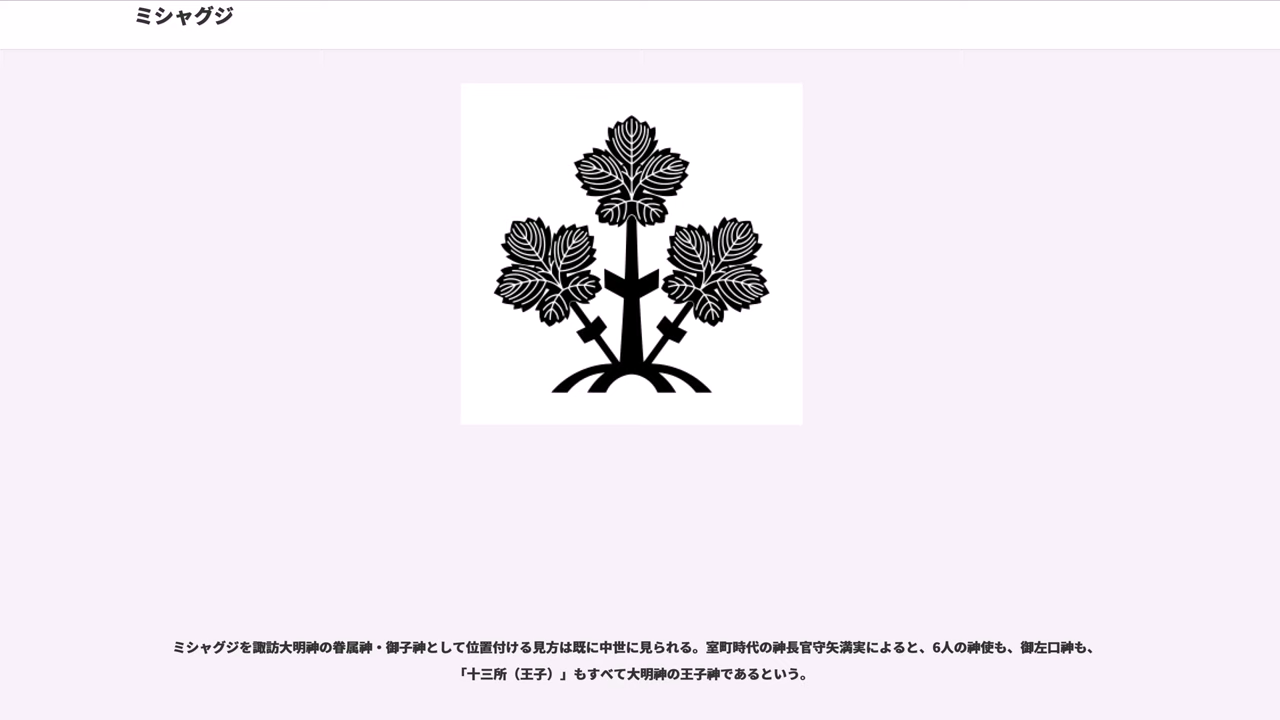 ミシャグジ
ミシャグジを諏訪大明神の眷属神・御子神として位置付ける見方は既に中世に見られる。室町時代の神長官守矢満実によると、6人の神使も、御左口神も、
「十三所（王子）」もすべて大明神の王子神であるという。